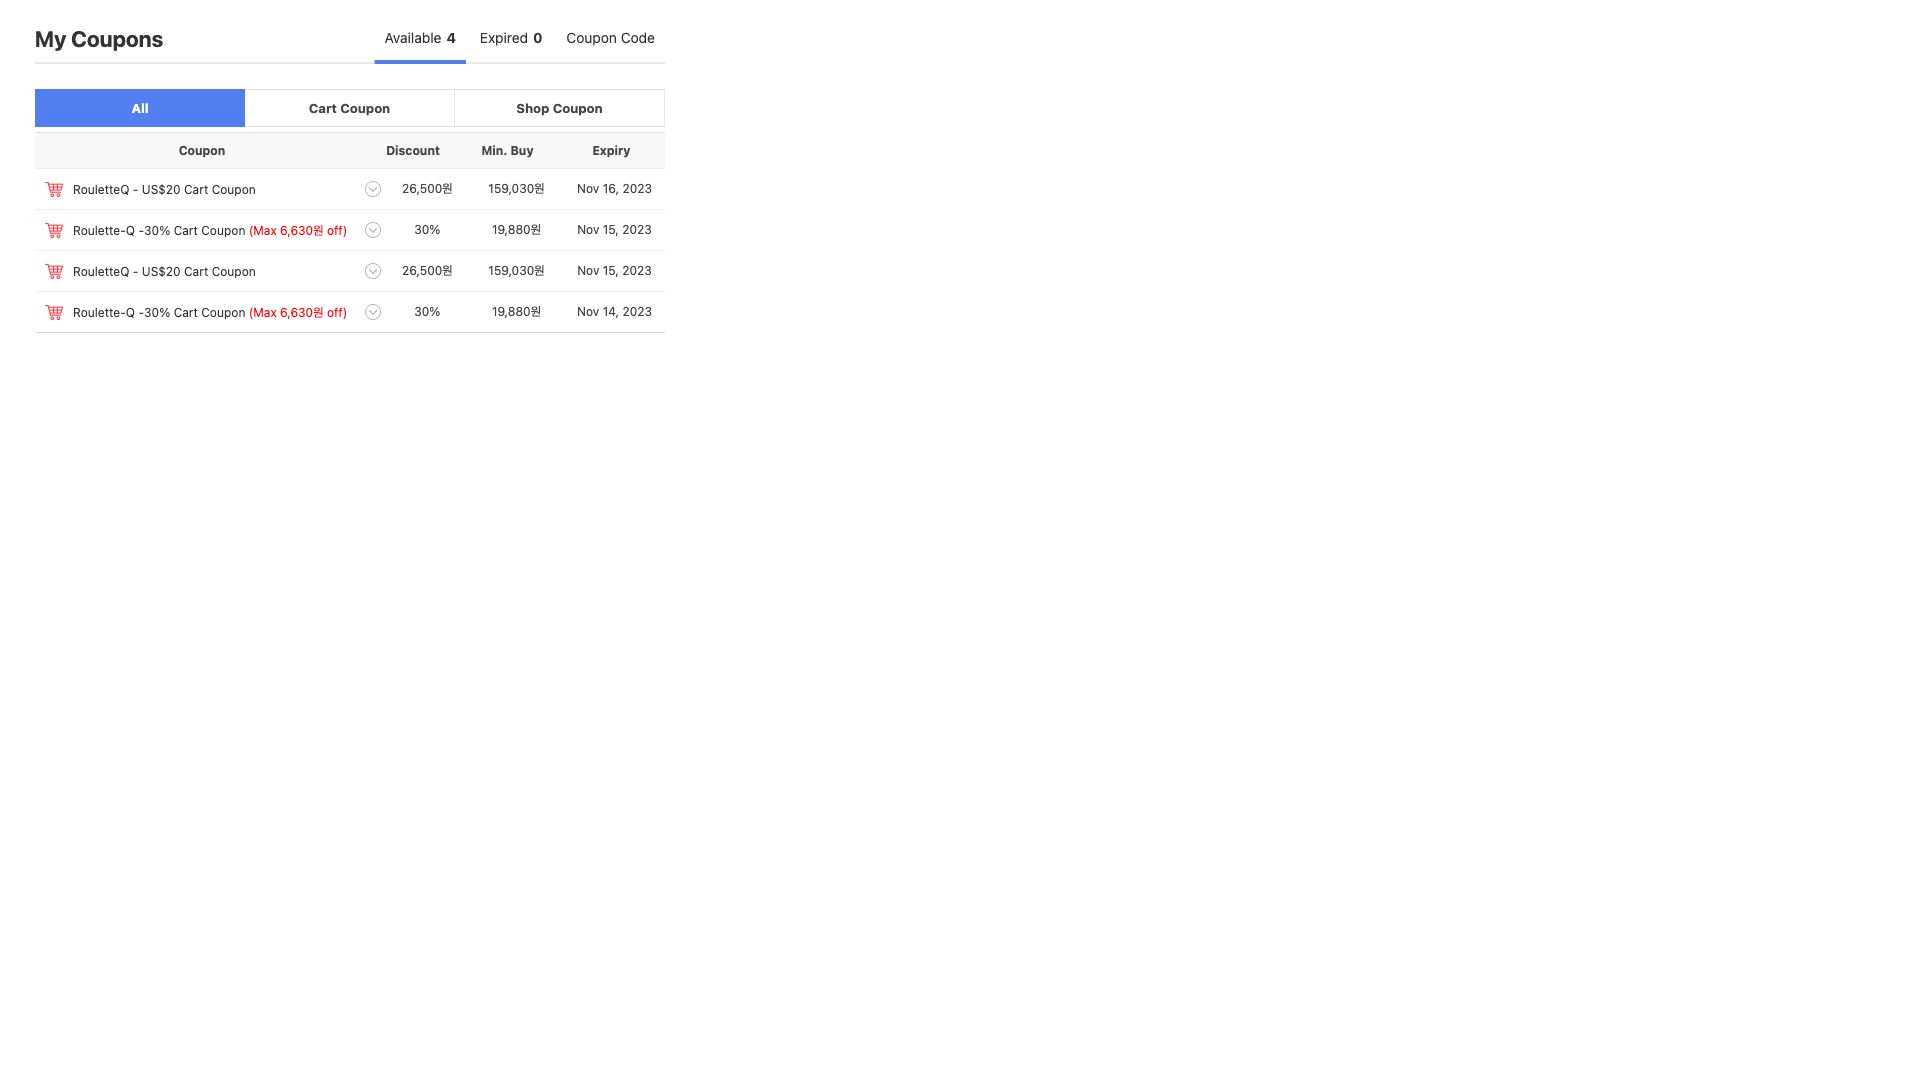 My Coupons
Available 4 Expired 0 Coupon Code
All Cart Coupon Shop Coupon
Coupon Discount Min. Buy Expiry
RouletteQ - US$20 Cart Coupon 26,500원 159,030원 Nov 16, 2023
Roulette-Q -30% Cart Coupon (Max 6,630원 off) 30% 19,880원 Nov 15, 2023
RouletteQ - US$20 Cart Coupon 26,500원 159,030원 Nov 15, 2023
Roulette-Q -30% Cart Coupon (Max 6,630원 off) 30% 19,880원 Nov 14, 2023